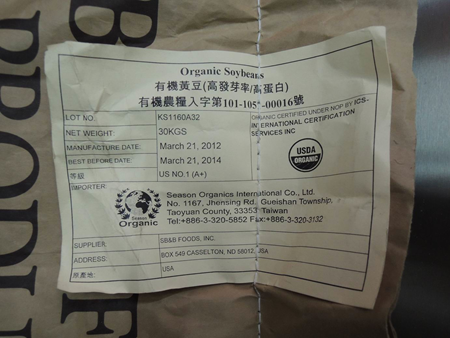 Organic Soybeans
有機黃豆(高發芽率/高蛋白)
有機農糧入字第101-105*-00016號
LOT NO. KS1160A32
NET WEIGHT: 30KGS
MANUFACTURE DATE: March 21, 2012
BEST BEFORE DATE: March 21, 2014
等級 US NO.1 (A+)
ORGANIC CERTIFIED UNDER NOP BY ICS-
INTERNATIONAL CERTIFICATION
SERVICES INC
USDA
ORGANIC
IMPORTER:
Season
Organic
Season Organics International Co., Ltd.
No. 1167, Jhensing Rd. Gueishan Township,
Taoyuan County, 33353 Taiwan
Tel:+886-3-320-5852 Fax:+886-3-320-3132
SUPPLIER: SB&B FOODS, INC.
ADDRESS: BOX 549 CASSELTON, ND 58012, USA
原產地: USA